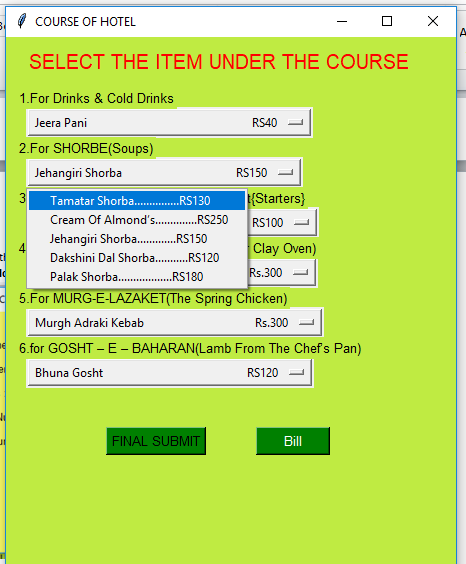 COURSE OF HOTEL
SELECT THE ITEM UNDER THE COURSE
1.For Drinks & Cold Drinks
Jeera Pani RS40
2.For SHORBE(Soups)
Jehangiri Shorba RS150
3 t{Starters}
Tamatar Shorba...............RS130
Cream Of Almond's..............RS250
RS100
Jehangiri Shorba.............RS150
4 Clay Oven)
Dakshini Dal Shorba...........RS120
Rs.300
Palak Shorba..................RS180
5.For MURG-E-LAZAKET(The Spring Chicken)
Murgh Adraki Kebab Rs.300
6.for GOSHT – E – BAHARAN(Lamb From The Chef's Pan)
Bhuna Gosht RS120
FINAL SUBMIT Bill